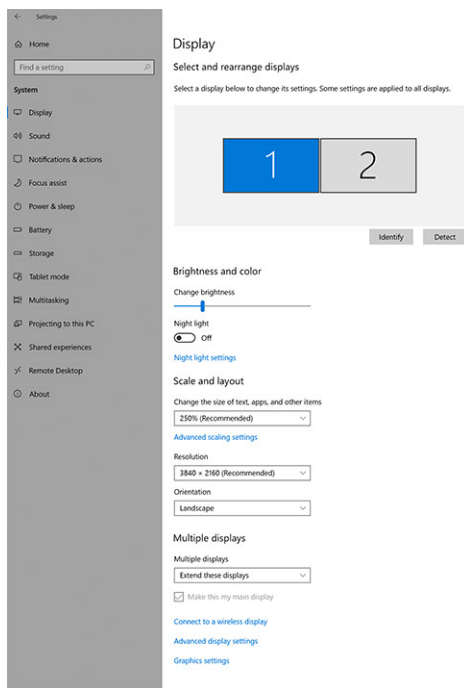 Settings
Home
Find a setting
System
Display
Sound
Notifications & actions
Focus assist
Power & sleep
Battery
Storage
Tablet mode
Multitasking
Projecting to this PC
Shared experiences
Remote Desktop
About
Display
Select and rearrange displays
Select a display below to change its settings. Some settings are applied to all displays.
1 2
Identify Detect
Brightness and color
Change brightness
Night light
Off
Night light settings
Scale and layout
Change the size of text, apps, and other items
250% (Recommended)
Advanced scaling settings
Resolution
3840 × 2160 (Recommended)
Orientation
Landscape
Multiple displays
Multiple displays
Extend these displays
Make this my main display
Connect to a wireless display
Advanced display settings
Graphics settings